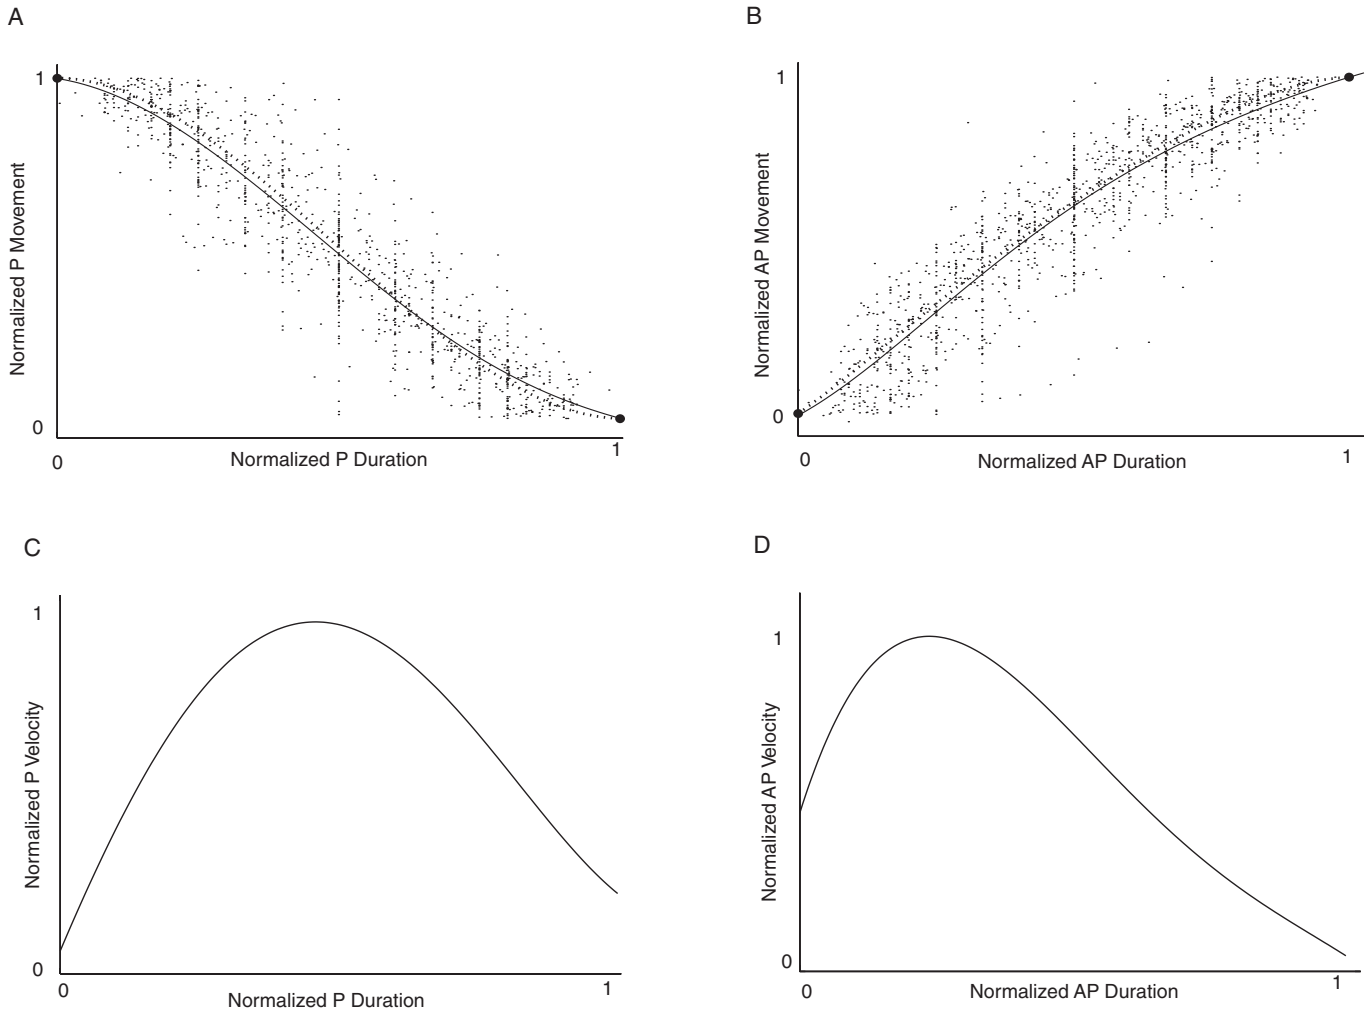 A
1
Normalized P Movement
0
0
Normalized P Duration
1
B
1
Normalized AP Movement
0
0
Normalized AP Duration
1
C
1
Normalized P Velocity
0
0
Normalized P Duration
1
D
1
Normalized AP Velocity
0
0
Normalized AP Duration
1